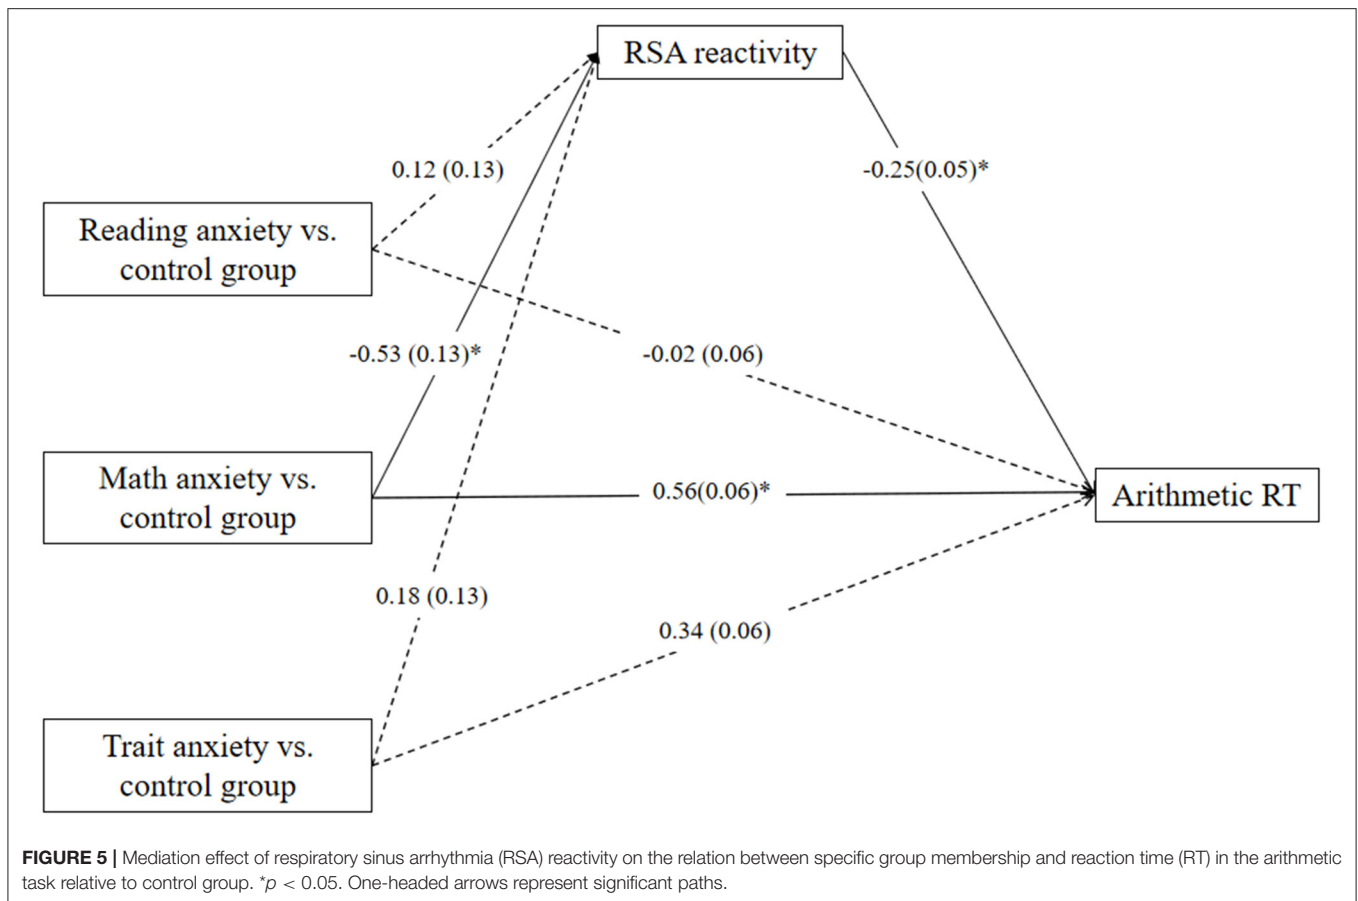 RSA reactivity
0.12 (0.13)
-0.25(0.05)*
Reading anxiety vs.
control group
-0.53 (0.13)*
-0.02 (0.06)
Math anxiety vs.
control group
0.56(0.06)*
Arithmetic RT
0.18 (0.13)
0.34 (0.06)
Trait anxiety vs.
control group
FIGURE 5 | Mediation effect of respiratory sinus arrhythmia (RSA) reactivity on the relation between specific group membership and reaction time (RT) in the arithmetic
task relative to control group. *p < 0.05. One-headed arrows represent significant paths.